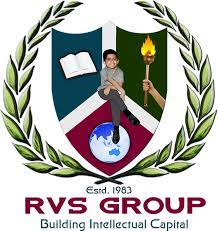 Estd. 1983
RVS GROUP
Building Intellectual Capital